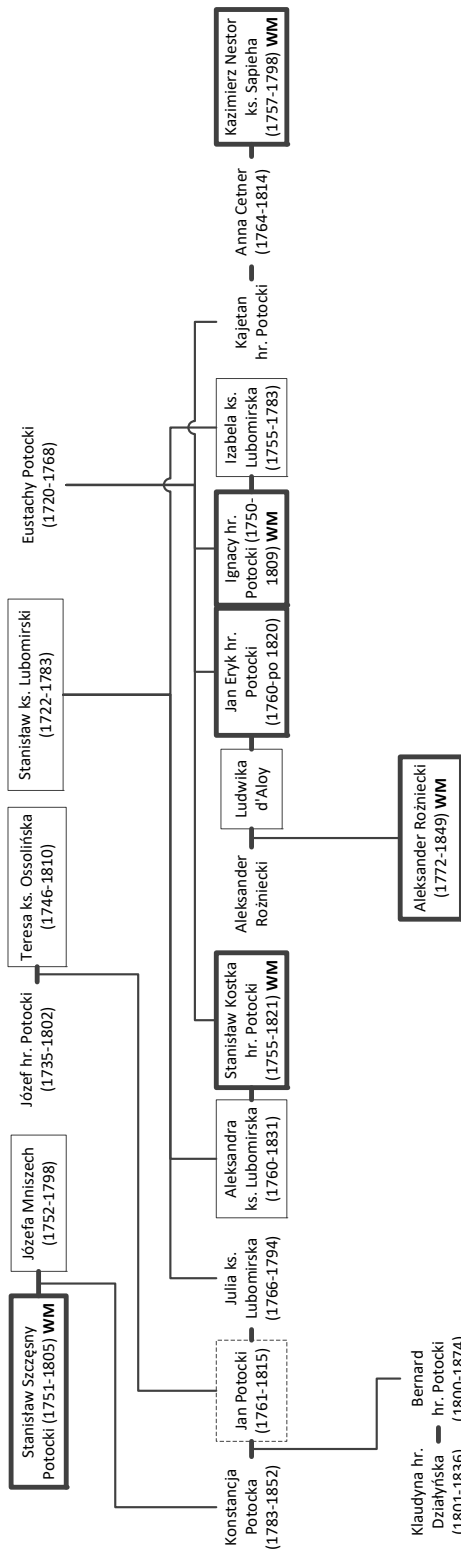 Stanisław Szczęsny
Potocki (1751-1805) WM
Józefa Mniszech
(1752-1798)
Józef hr. Potocki
(1735-1802)
Teresa ks. Ossolińska
(1746-1810)
Stanisław ks. Lubomirski
(1722-1783)
Eustachy Potocki
(1720-1768)
Konstancja
Potocka
(1783-1852)
Jan Potocki
(1761-1815)
Julia ks.
Lubomirska
(1766-1794)
Aleksandra
ks. Lubomirska
(1760-1831)
Stanisław Kostka
hr. Potocki
(1755-1821) WM
Aleksander
Rożniecki
Ludwika
d'Aloy
Jan Eryk hr.
Potocki
(1760-po 1820)
Ignacy hr.
Potocki (1750-
1809) WM
Izabela ks.
Lubomirska
(1755-1783)
Kajetan
hr. Potocki
Anna Cetner
(1764-1814)
Kazimierz Nestor
ks. Sapieha
(1757-1798) WM
Klaudyna hr.
Działyńska
(1801-1836)
Bernard
hr. Potocki
(1800-1874)
Aleksander Rożniecki
(1772-1849) WM